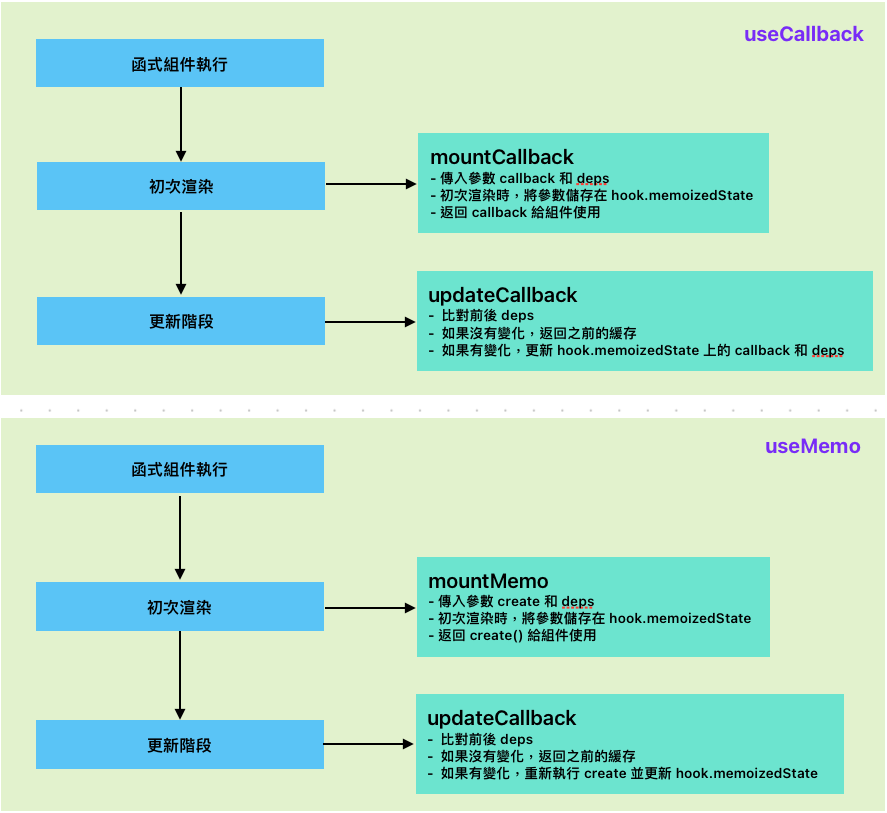 useCallback
函式組件執行
初次渲染
mountCallback
- 傳入參數 callback 和 deps
- 初次渲染時，將參數儲存在 hook.memoizedState
- 返回 callback 給組件使用
更新階段
updateCallback
- 比對前後 deps
- 如果沒有變化，返回之前的緩存
- 如果有變化，更新 hook.memoizedState 上的 callback 和 deps
useMemo
函式組件執行
初次渲染
mountMemo
- 傳入參數 create 和 deps
- 初次渲染時，將參數儲存在 hook.memoizedState
- 返回 create() 給組件使用
更新階段
updateCallback
- 比對前後 deps
- 如果沒有變化，返回之前的緩存
- 如果有變化，重新執行 create 並更新 hook.memoizedState